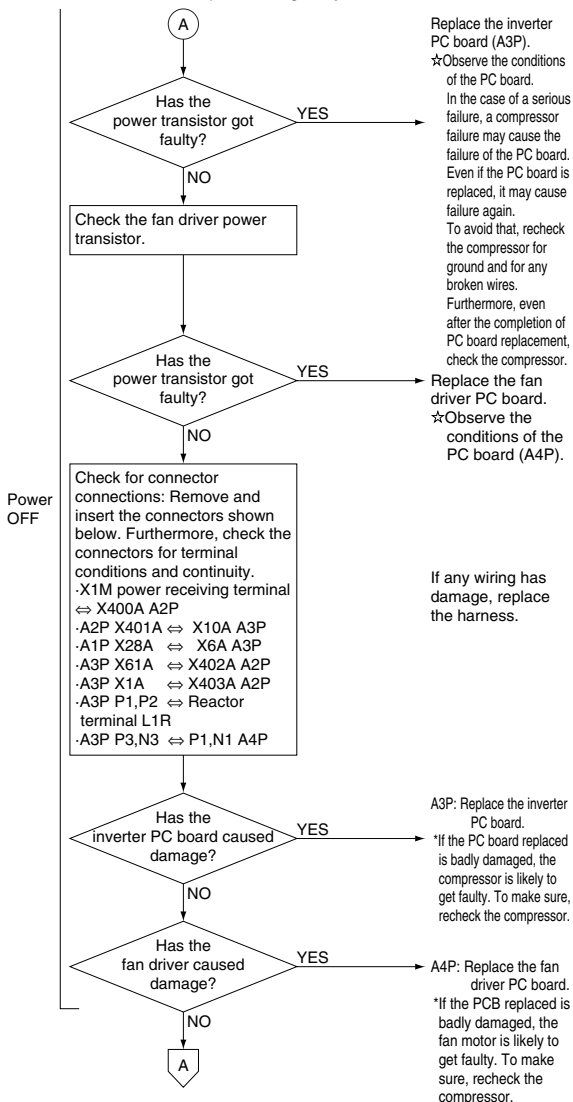 A
Has the
power transistor got
faulty?
YES
Replace the inverter
PC board (A3P).
☆Observe the conditions
of the PC board.
In the case of a serious
failure, a compressor
failure may cause the
failure of the PC board.
Even if the PC board is
replaced, it may cause
failure again.
To avoid that, recheck
the compressor for
ground and for any
broken wires.
Furthermore, even
after the completion of
PC board replacement,
check the compressor.
NO
Check the fan driver power
transistor.
Has the
power transistor got
faulty?
YES
Replace the fan
driver PC board.
☆Observe the
conditions of the
PC board (A4P).
NO
Power
OFF
Check for connector
connections: Remove and
insert the connectors shown
below. Furthermore, check the
connectors for terminal
conditions and continuity.
·X1M power receiving terminal
⇔ X400A A2P
·A2P X401A ⇔ X10A A3P
·A1P X28A ⇔ X6A A3P
·A3P X61A ⇔ X402A A2P
·A3P X1A ⇔ X403A A2P
·A3P P1,P2 ⇔ Reactor
terminal L1R
·A3P P3,N3 ⇔ P1,N1 A4P
If any wiring has
damage, replace
the harness.
Has the
inverter PC board caused
damage?
YES
A3P: Replace the inverter
PC board.
*If the PC board replaced
is badly damaged, the
compressor is likely to
get faulty. To make sure,
recheck the compressor.
NO
Has the
fan driver caused
damage?
YES
A4P: Replace the fan
driver PC board.
*If the PCB replaced is
badly damaged, the
fan motor is likely to
get faulty. To make
sure, recheck the
compressor.
NO
A